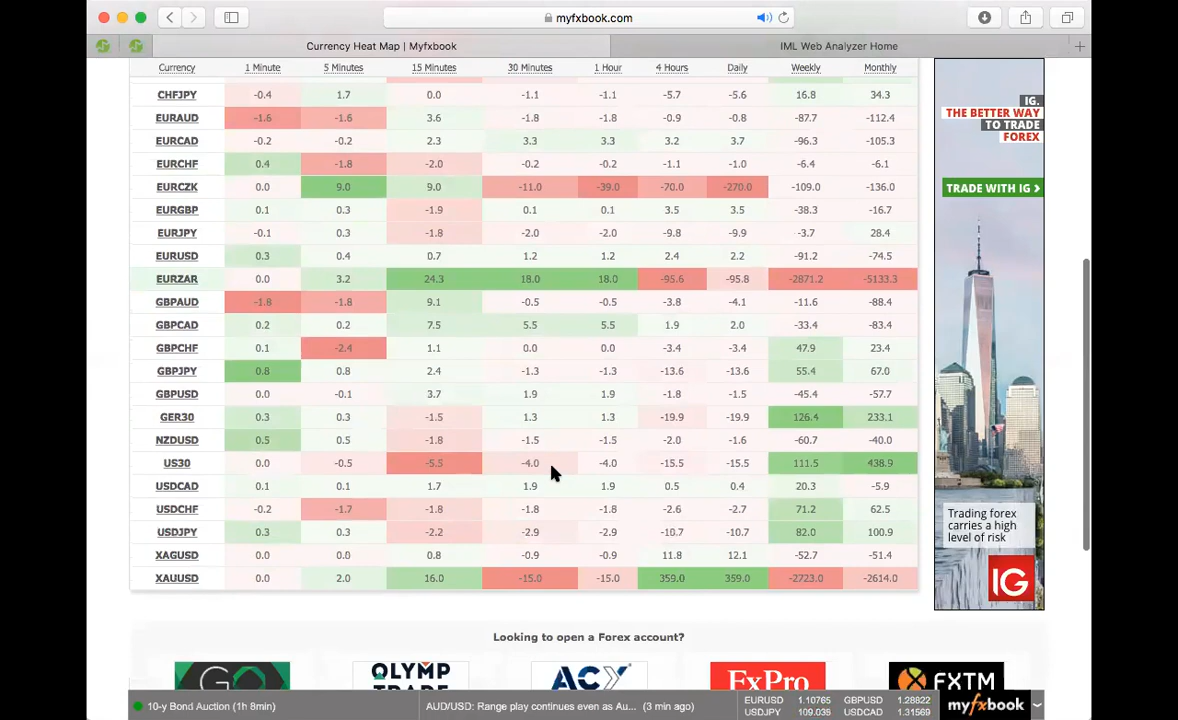 myfxbook.com
Currency Heat Map | Myfxbook
IML Web Analyzer Home
Currency 1 Minute 5 Minutes 15 Minutes 30 Minutes 1 Hour 4 Hours Daily Weekly Monthly
CHFJPY -0.4 1.7 0.0 -1.1 -1.1 -5.7 -5.6 16.8 34.3
EURAUD -1.6 -1.6 3.6 -1.8 -1.8 -0.9 -0.8 -87.7 -112.4
EURCAD -0.2 -0.2 2.3 3.3 3.3 3.2 3.7 -96.3 -105.3
EURCHF 0.4 -1.8 -2.0 -0.2 -0.2 -1.1 -1.0 -6.4 -6.1
EURCZK 0.0 9.0 9.0 -11.0 -39.0 -70.0 -270.0 -109.0 -136.0
EURGBP 0.1 0.3 -1.9 0.1 0.1 3.5 3.5 -38.3 -16.7
EURJPY -0.1 0.3 -1.8 -2.0 -2.0 -9.8 -9.9 -3.7 28.4
EURUSD 0.3 0.4 0.7 1.2 1.2 2.4 2.2 -91.2 -74.5
EURZAR 0.0 3.2 24.3 18.0 18.0 -95.6 -95.8 -2871.2 -5133.3
GBPAUD -1.8 -1.8 9.1 -0.5 -0.5 -3.8 -4.1 -11.6 -88.4
GBPCAD 0.2 0.2 7.5 5.5 5.5 1.9 2.0 -33.4 -83.4
GBPCHF 0.1 -2.4 1.1 0.0 0.0 -3.4 -3.4 47.9 23.4
GBPJPY 0.8 0.8 2.4 -1.3 -1.3 -13.6 -13.6 55.4 67.0
GBPUSD 0.0 -0.1 3.7 1.9 1.9 -1.8 -1.5 -45.4 -57.7
GER30 0.3 0.3 -1.5 1.3 1.3 -19.9 -19.9 126.4 233.1
NZDUSD 0.5 0.5 -1.8 -1.5 -1.5 -2.0 -1.6 -60.7 -40.0
US30 0.0 -0.5 -5.5 -4.0 -4.0 -15.5 -15.5 111.5 438.9
USDCAD 0.1 0.1 1.7 1.9 1.9 0.5 0.4 20.3 -5.9
USDCHF -0.2 -1.7 -1.8 -1.8 -1.8 -2.6 -2.7 71.2 62.5
USDJPY 0.3 0.3 -2.2 -2.9 -2.9 -10.7 -10.7 82.0 100.9
XAGUSD 0.0 0.0 0.8 -0.9 -0.9 11.8 12.1 -52.7 -51.4
XAUUSD 0.0 2.0 16.0 -15.0 -15.0 359.0 359.0 -2723.0 -2614.0
IG.
THE BETTER WAY
TO TRADE
FOREX
TRADE WITH IG >
Trading forex
carries a high
level of risk
IG
Looking to open a Forex account?
GO
OLYMP
TRADE
ACY
FxPro
FXTM
10-y Bond Auction (1h 8min)
AUD/USD: Range play continues even as Au... (3 min ago)
EURUSD 1.10765 GBPUSD 1.28822
USDJPY 109.035 USDCAD 1.31569
myfxbook